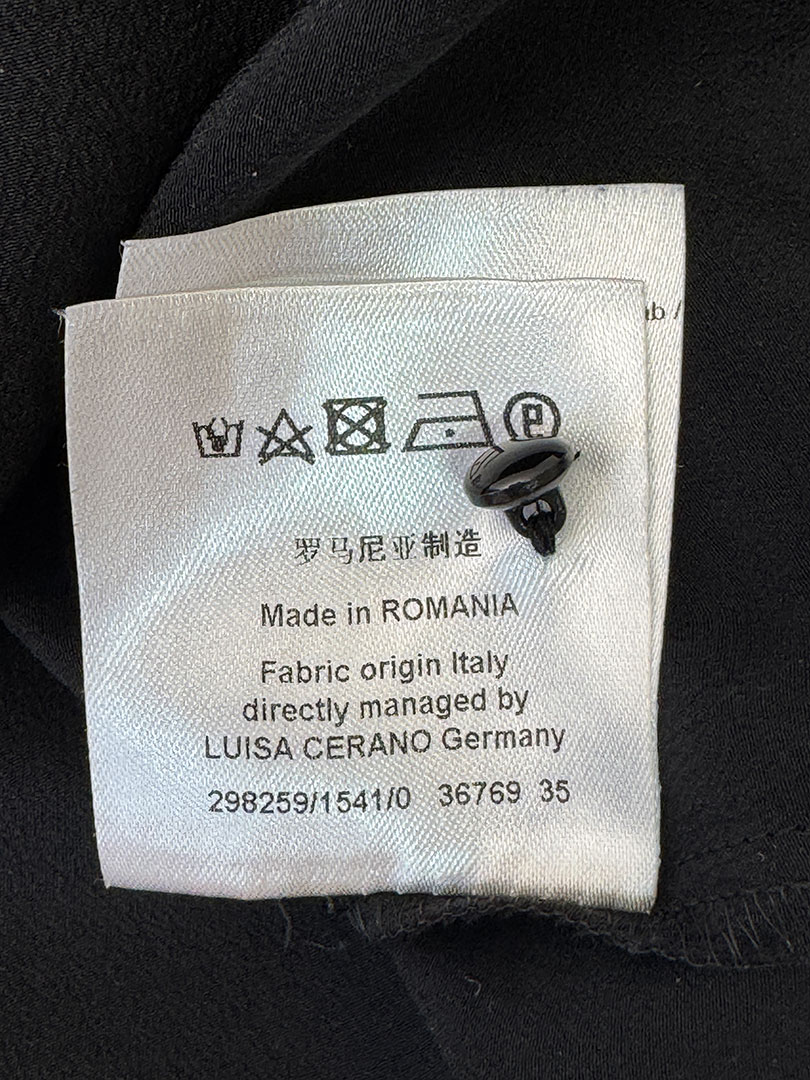 ub /
P
罗马尼亚制造
Made in ROMANIA
Fabric origin Italy
directly managed by
LUISA CERANO Germany
298259/1541/0 36769 35